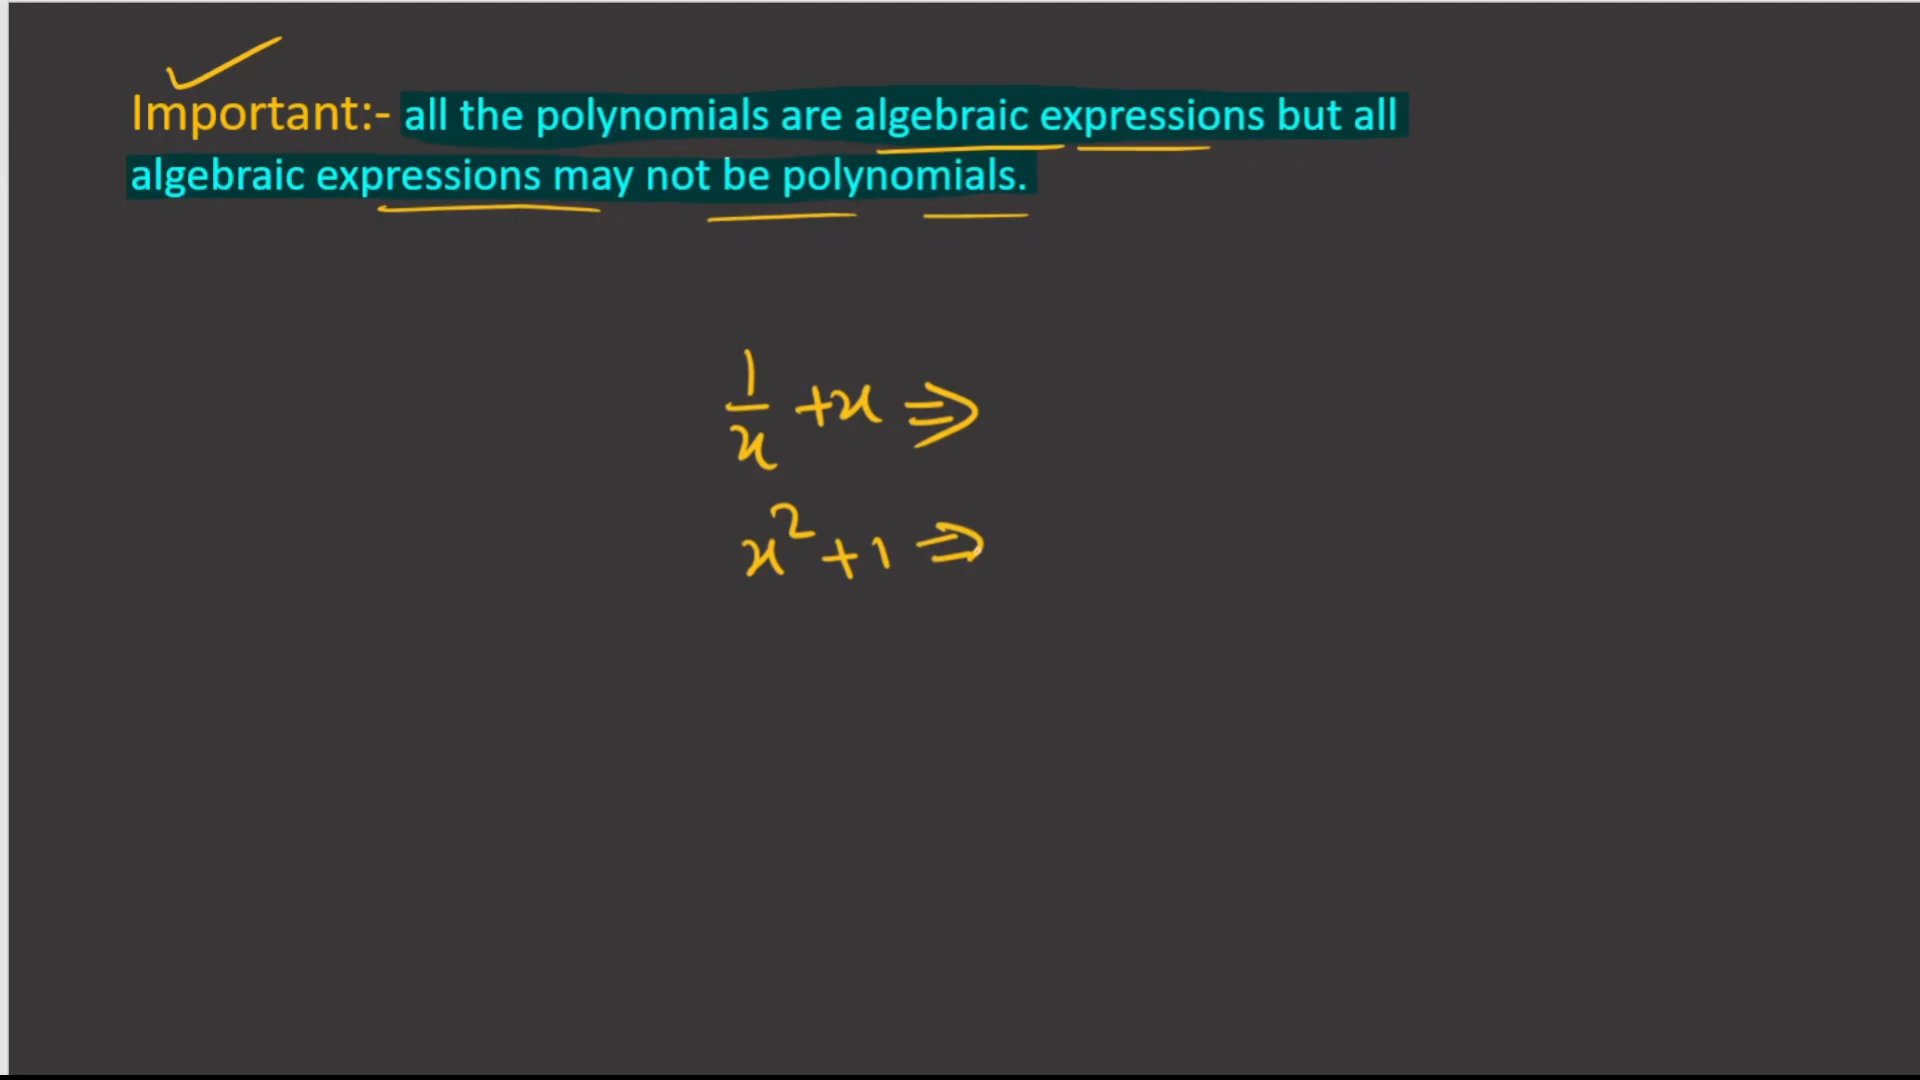 Important:- all the polynomials are algebraic expressions but all
algebraic expressions may not be polynomials.
1/x + x ⇒
x² + 1 ⇒